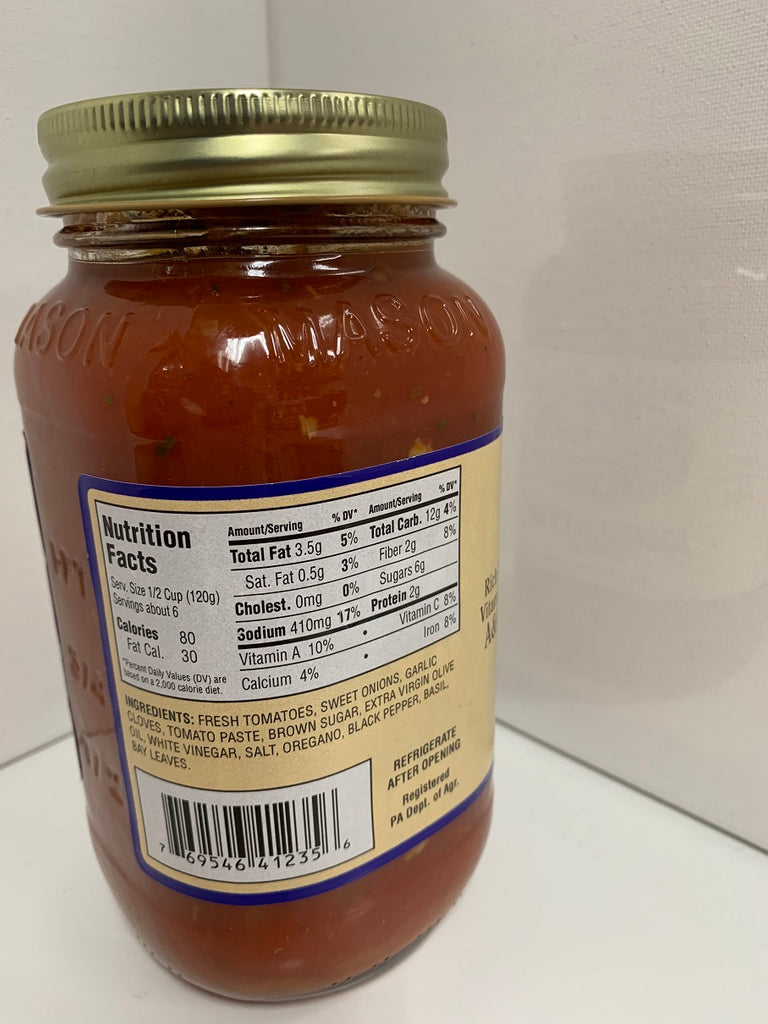 MASON
Nutrition
Facts
Serv. Size 1/2 Cup (120g)
Servings about 6
Calories 80
Fat Cal. 30
*Percent Daily Values (DV) are
based on a 2,000 calorie diet.
Amount/Serving % DV* Amount/Serving % DV*
Total Fat 3.5g 5% Total Carb. 12g 4%
Sat. Fat 0.5g 3% Fiber 2g 8%
Cholest. 0mg 0% Sugars 6g
Sodium 410mg 17% Protein 2g
Vitamin A 10% • Vitamin C 8%
Calcium 4% • Iron 8%
INGREDIENTS: FRESH TOMATOES, SWEET ONIONS, GARLIC
CLOVES, TOMATO PASTE, BROWN SUGAR, EXTRA VIRGIN OLIVE
OIL, WHITE VINEGAR, SALT, OREGANO, BLACK PEPPER, BASIL,
BAY LEAVES.
REFRIGERATE
AFTER OPENING
Registered
PA Dept. of Agr.
7 69546 41235 6